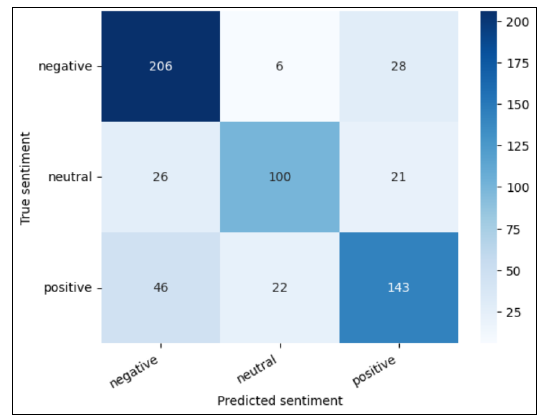 negative 206 6 28
neutral 26 100 21
positive 46 22 143
negative neutral positive
True sentiment
Predicted sentiment
200
175
150
125
100
75
50
25